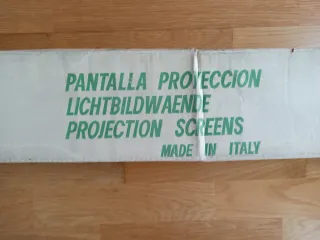 PANTALLA PROYECCION
LICHTBILDWAENDE
PROJECTION SCREENS
MADE IN ITALY